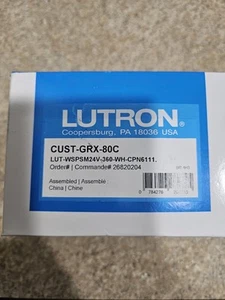 LUTRON
Coopersburg, PA 18036 USA
CUST-GRX-80C
LUT-WSPSM24V-360-WH-CPN6111.
Order# | Commande# 26820204
Assembled | Assemble
China | Chine